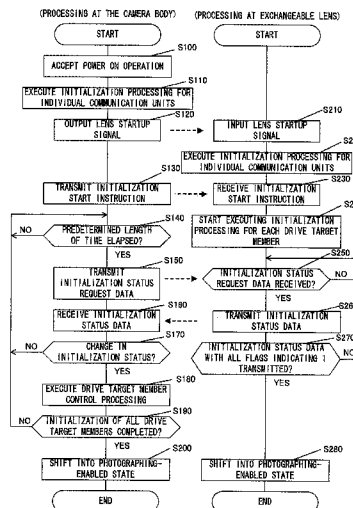 (PROCESSING AT THE CAMERA BODY)
START
S100
ACCEPT POWER ON OPERATION
S110
EXECUTE INITIALIZATION PROCESSING FOR
INDIVIDUAL COMMUNICATION UNITS
S120
OUTPUT LENS STARTUP
SIGNAL
S130
TRANSMIT INITIALIZATION
START INSTRUCTION
S140
NO
PREDETERMINED LENGTH
OF TIME ELAPSED?
YES
S150
TRANSMIT
INITIALIZATION STATUS
REQUEST DATA
S160
RECEIVE INITIALIZATION
STATUS DATA
S170
NO
CHANGE IN
INITIALIZATION STATUS?
YES
S180
EXECUTE DRIVE TARGET MEMBER
CONTROL PROCESSING
S190
NO
INITIALIZATION OF ALL DRIVE
TARGET MEMBERS COMPLETED?
YES
S200
SHIFT INTO PHOTOGRAPHING-
ENABLED STATE
END
(PROCESSING AT EXCHANGEABLE LENS)
START
S210
INPUT LENS STARTUP
SIGNAL
S2
EXECUTE INITIALIZATION PROCESSING FOR
INDIVIDUAL COMMUNICATION UNITS
S230
RECEIVE INITIALIZATION
START INSTRUCTION
S2
START EXECUTING INITIALIZATION
PROCESSING FOR EACH DRIVE TARGET
MEMBER
S250
INITIALIZATION STATUS
REQUEST DATA RECEIVED?
NO
YES
S26
TRANSMIT INITIALIZATION
STATUS DATA
S270
INITIALIZATION STATUS DATA
WITH ALL FLAGS INDICATING 1
TRANSMITTED?
NO
YES
S280
SHIFT INTO PHOTOGRAPHING-
ENABLED STATE
END